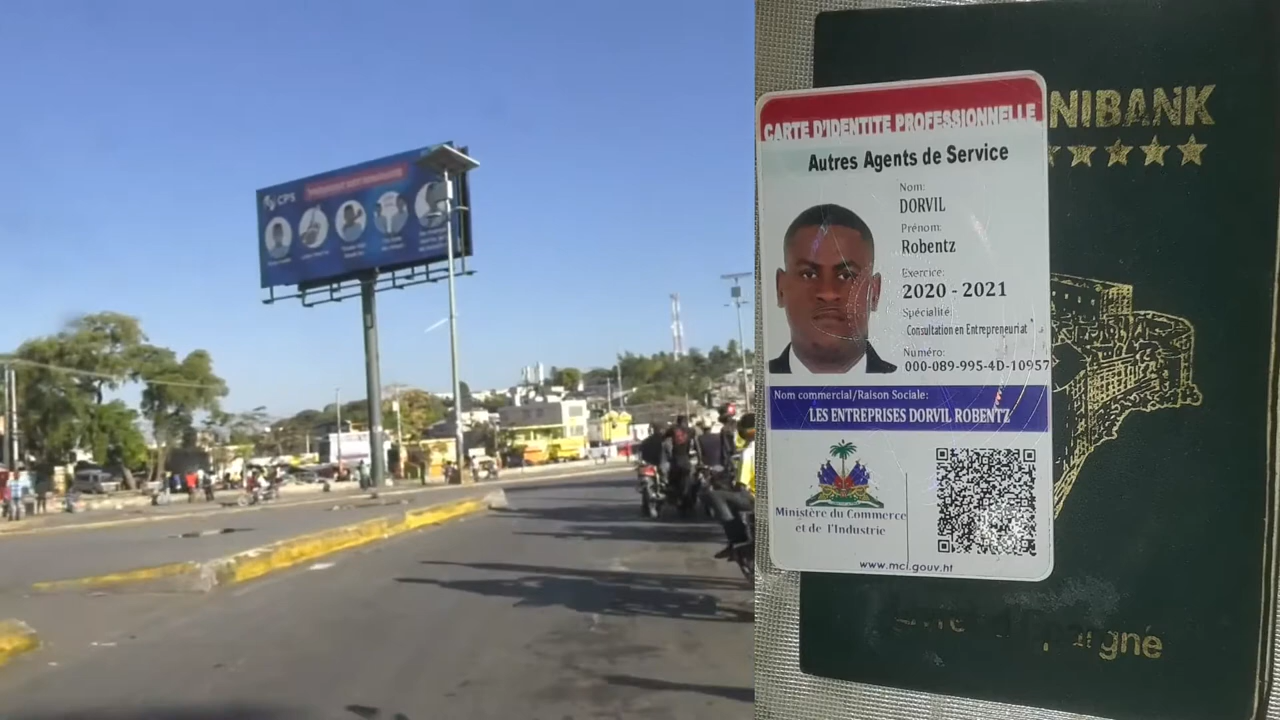 CPS
CARTE D'IDENTITE PROFESSIONNELLE
Autres Agents de Service
Nom:
DORVIL
Prénom:
Robentz
Exercice:
2020 - 2021
Spécialité:
Consultation en Entrepreneuriat
Numéro:
000-089-995-4D-10957
Nom commercial/Raison Sociale:
LES ENTREPRISES DORVIL ROBENTZ
Ministère du Commerce
et de l'Industrie
www.mci.gouv.ht
NIBANK